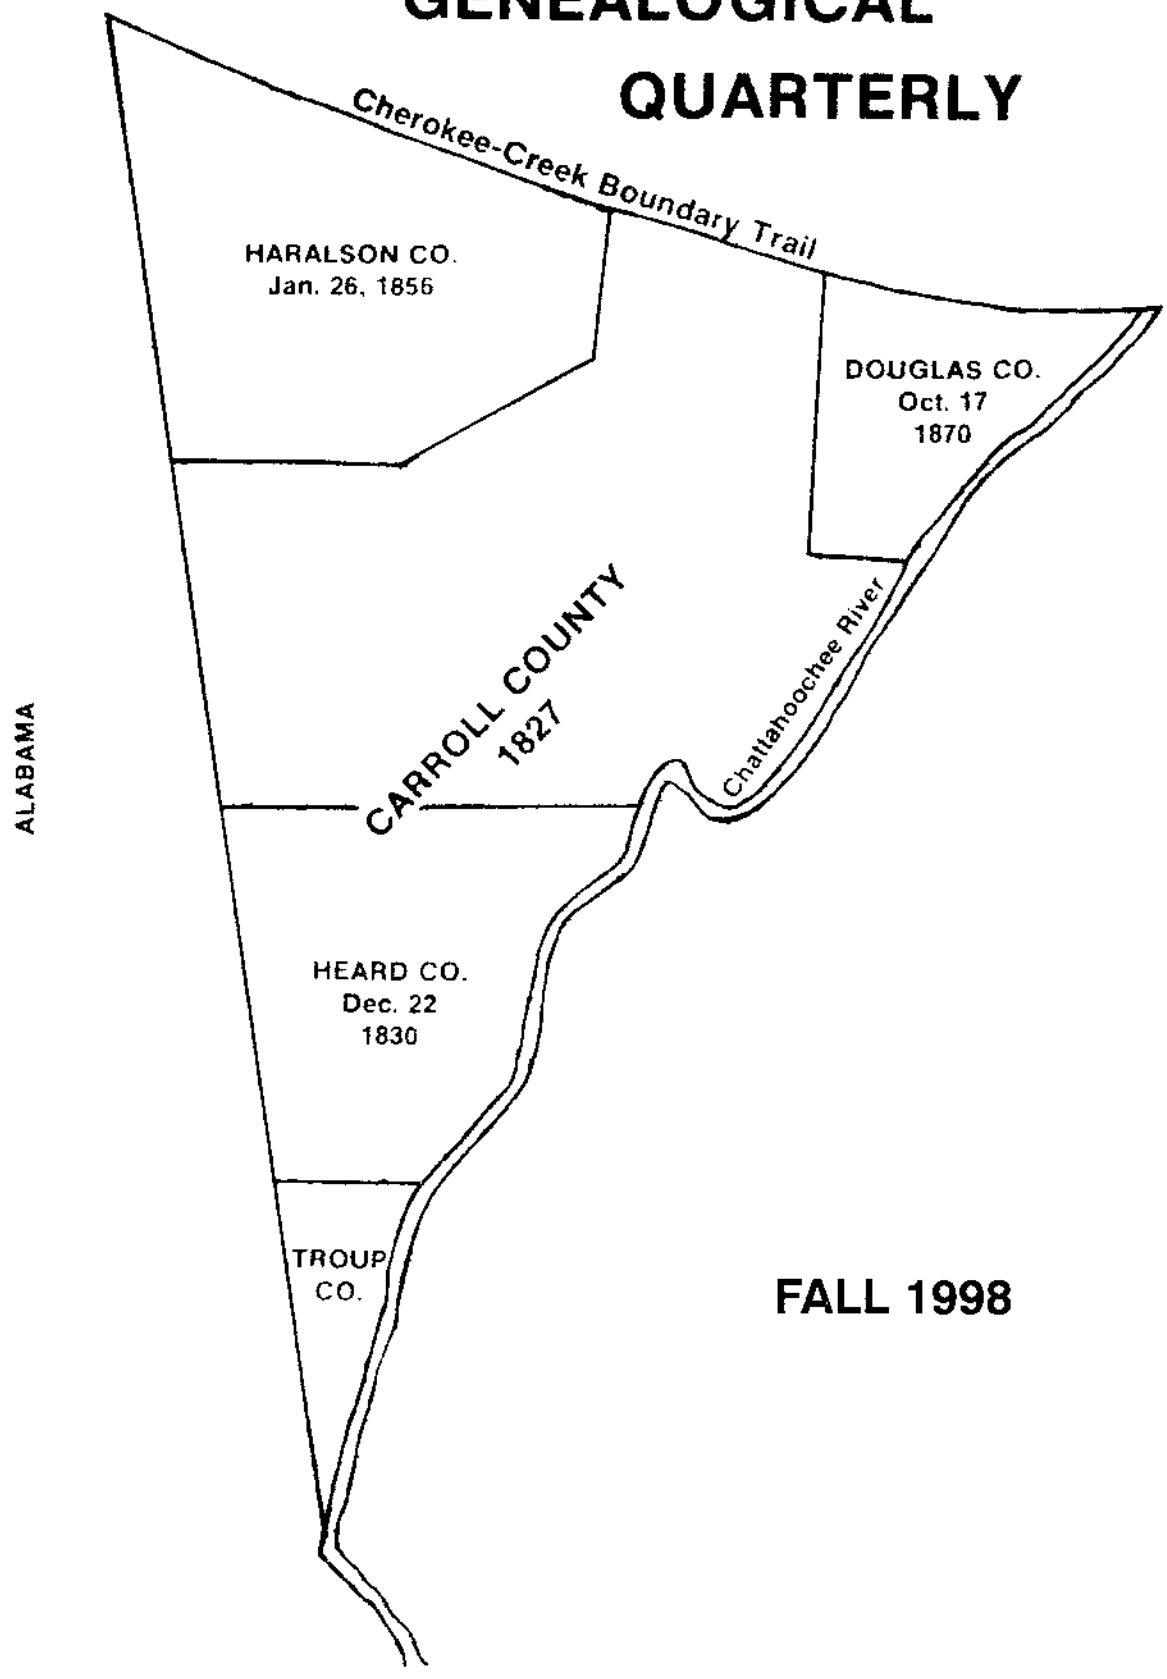 GENEALOGICAL
QUARTERLY
Cherokee-Creek Boundary Trail
HARALSON CO.
Jan. 26, 1856
DOUGLAS CO.
Oct. 17
1870
Chattahoochee River
CARROLL COUNTY
1827
ALABAMA
HEARD CO.
Dec. 22
1830
TROUP
CO.
FALL 1998